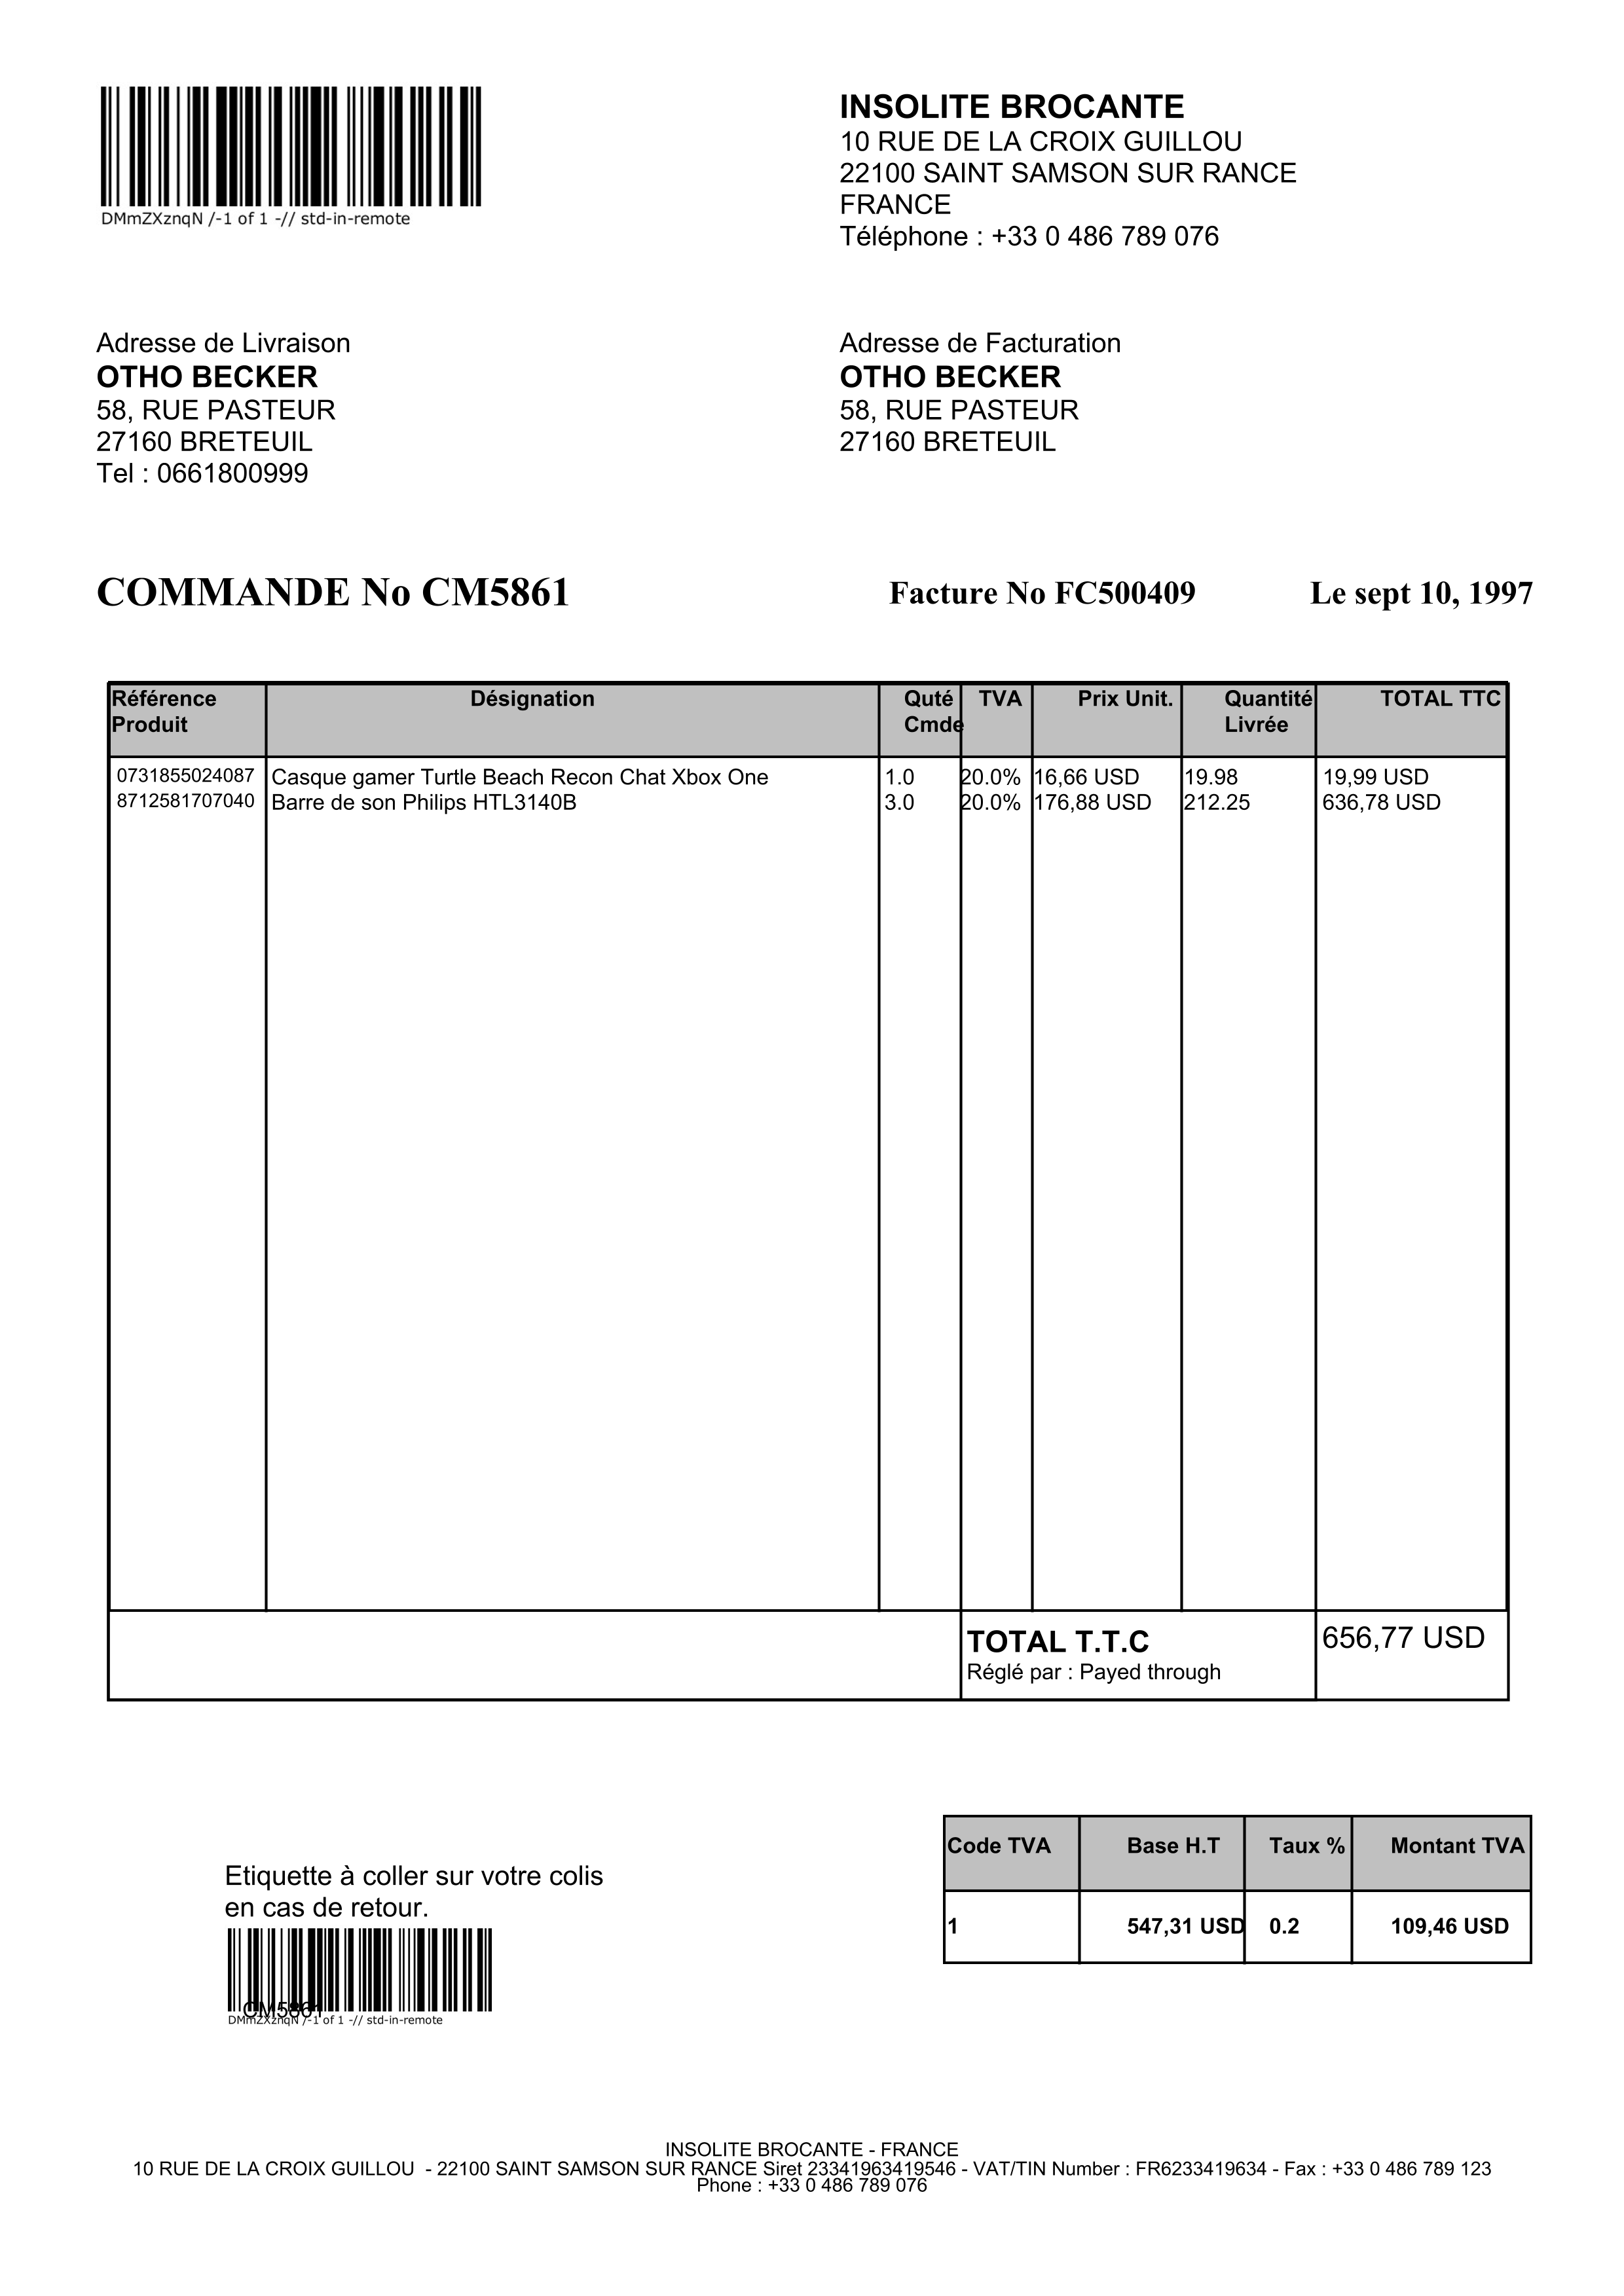 DMmZXznqN /-1 of 1 -// std-in-remote
INSOLITE BROCANTE
10 RUE DE LA CROIX GUILLOU
22100 SAINT SAMSON SUR RANCE
FRANCE
Téléphone : +33 0 486 789 076
Adresse de Livraison
OTHO BECKER
58, RUE PASTEUR
27160 BRETEUIL
Tel : 0661800999
Adresse de Facturation
OTHO BECKER
58, RUE PASTEUR
27160 BRETEUIL
COMMANDE No CM5861 Facture No FC500409 Le sept 10, 1997
Référence Produit Désignation Quté Cmde TVA Prix Unit. Quantité Livrée TOTAL TTC
0731855024087 Casque gamer Turtle Beach Recon Chat Xbox One 1.0 20.0% 16,66 USD 19.98 19,99 USD
8712581707040 Barre de son Philips HTL3140B 3.0 20.0% 176,88 USD 212.25 636,78 USD
TOTAL T.T.C 656,77 USD
Réglé par : Payed through
Code TVA Base H.T Taux % Montant TVA
1 547,31 USD 0.2 109,46 USD
Etiquette à coller sur votre colis
en cas de retour.
CM5861
DMmZXznqN /-1 of 1 -// std-in-remote
INSOLITE BROCANTE - FRANCE
10 RUE DE LA CROIX GUILLOU - 22100 SAINT SAMSON SUR RANCE Siret 23341963419546 - VAT/TIN Number : FR6233419634 - Fax : +33 0 486 789 123
Phone : +33 0 486 789 076